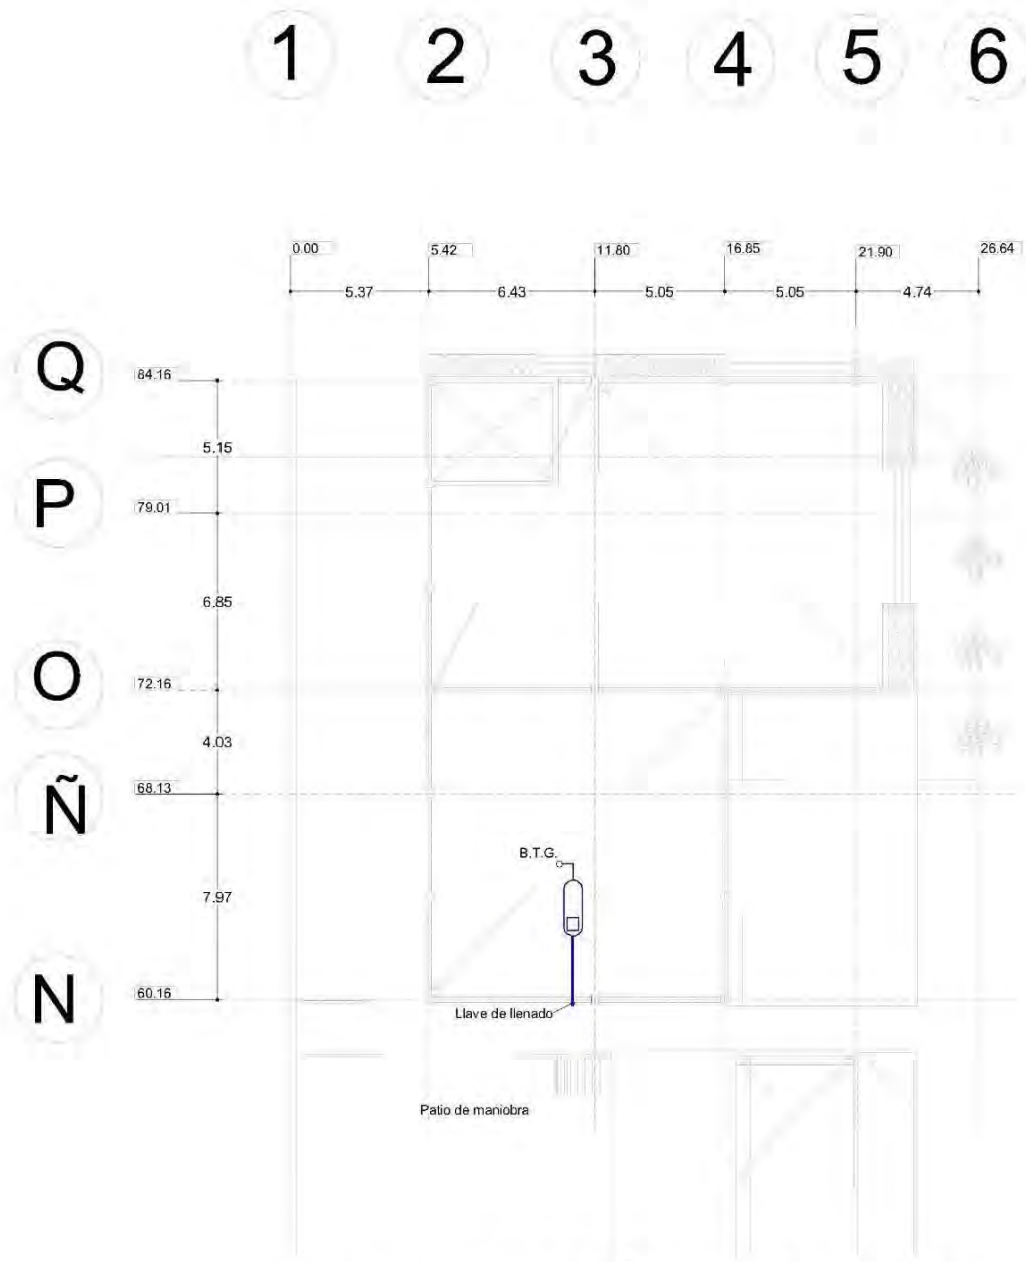 1 2 3 4 5 6
0.00 5.42 11.80 16.85 21.90 26.64
5.37 6.43 5.05 5.05 4.74
Q 84.16
5.15
P 79.01
6.85
O 72.16
4.03
Ñ 68.13
B.T.G.
7.97
N 60.16
Llave de llenado
Patio de maniobra